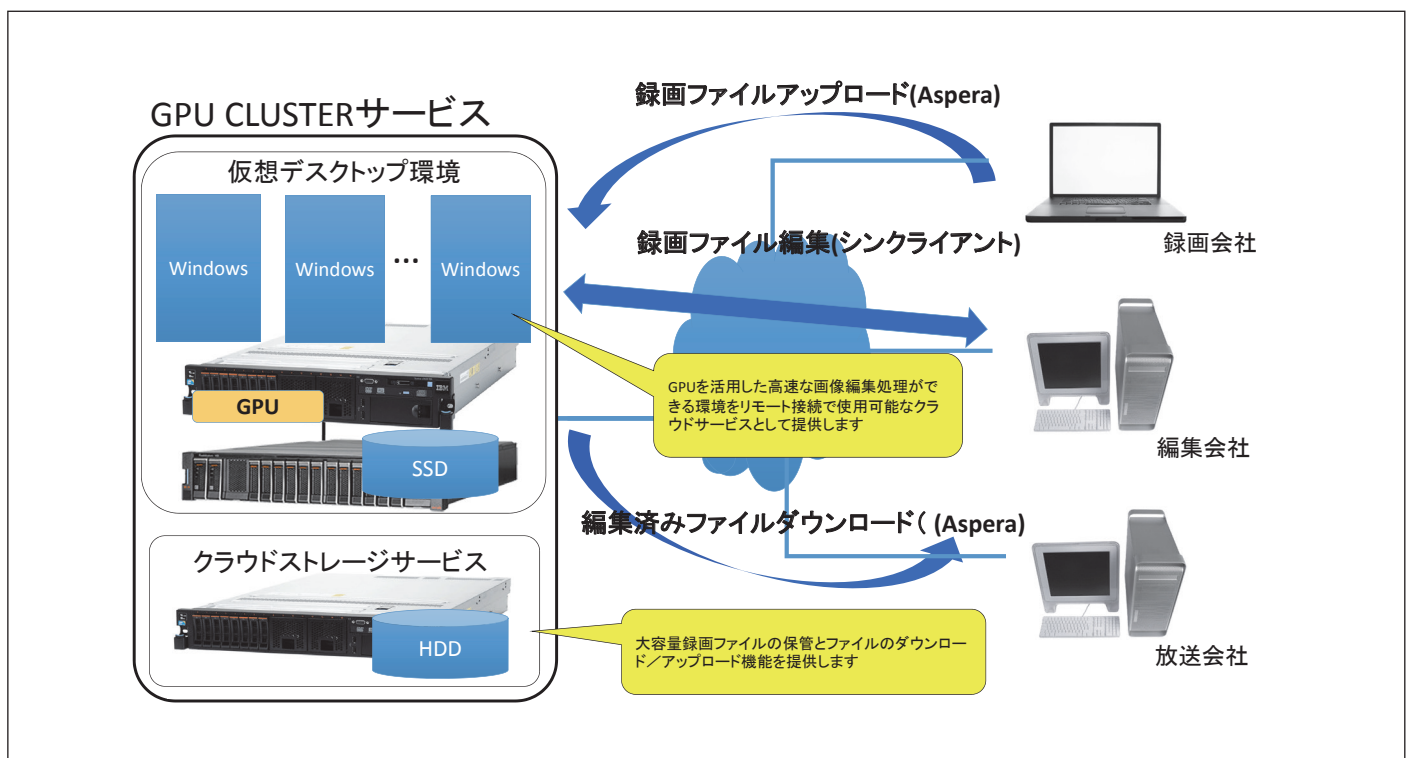 録画ファイルアップロード(Aspera)
GPU CLUSTERサービス
仮想デスクトップ環境
Windows
Windows
...
Windows
録画ファイル編集(シンクライアント)
録画会社
IBM
GPU
SSD
GPUを活用した高速な画像編集処理がで
きる環境をリモート接続で使用可能なクラ
ウドサービスとして提供します
編集会社
編集済みファイルダウンロード( (Aspera)
クラウドストレージサービス
HDD
大容量録画ファイルの保管とファイルのダウンロー
ド／アップロード機能を提供します
放送会社